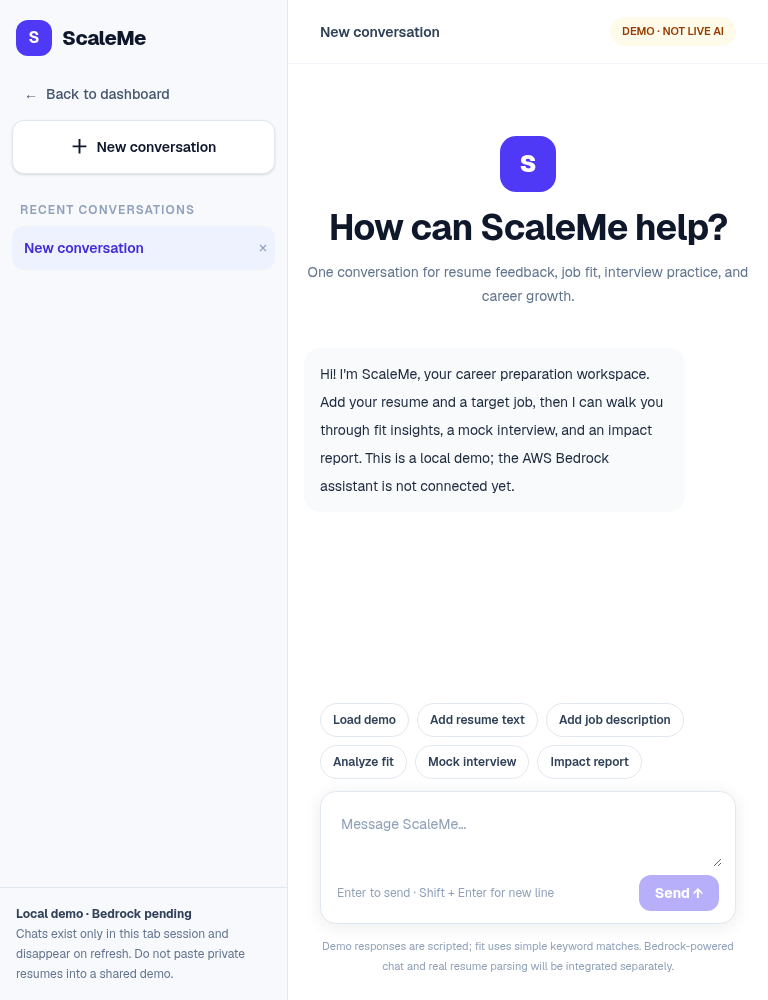 S ScaleMe
← Back to dashboard
+ New conversation
RECENT CONVERSATIONS
New conversation ×
Local demo · Bedrock pending
Chats exist only in this tab session and
disappear on refresh. Do not paste private
resumes into a shared demo.
New conversation
DEMO · NOT LIVE AI
S
How can ScaleMe help?
One conversation for resume feedback, job fit, interview practice, and
career growth.
Hi! I'm ScaleMe, your career preparation workspace.
Add your resume and a target job, then I can walk you
through fit insights, a mock interview, and an impact
report. This is a local demo; the AWS Bedrock
assistant is not connected yet.
Load demo Add resume text Add job description
Analyze fit Mock interview Impact report
Message ScaleMe…
Enter to send · Shift + Enter for new line Send ↑
Demo responses are scripted; fit uses simple keyword matches. Bedrock-powered
chat and real resume parsing will be integrated separately.